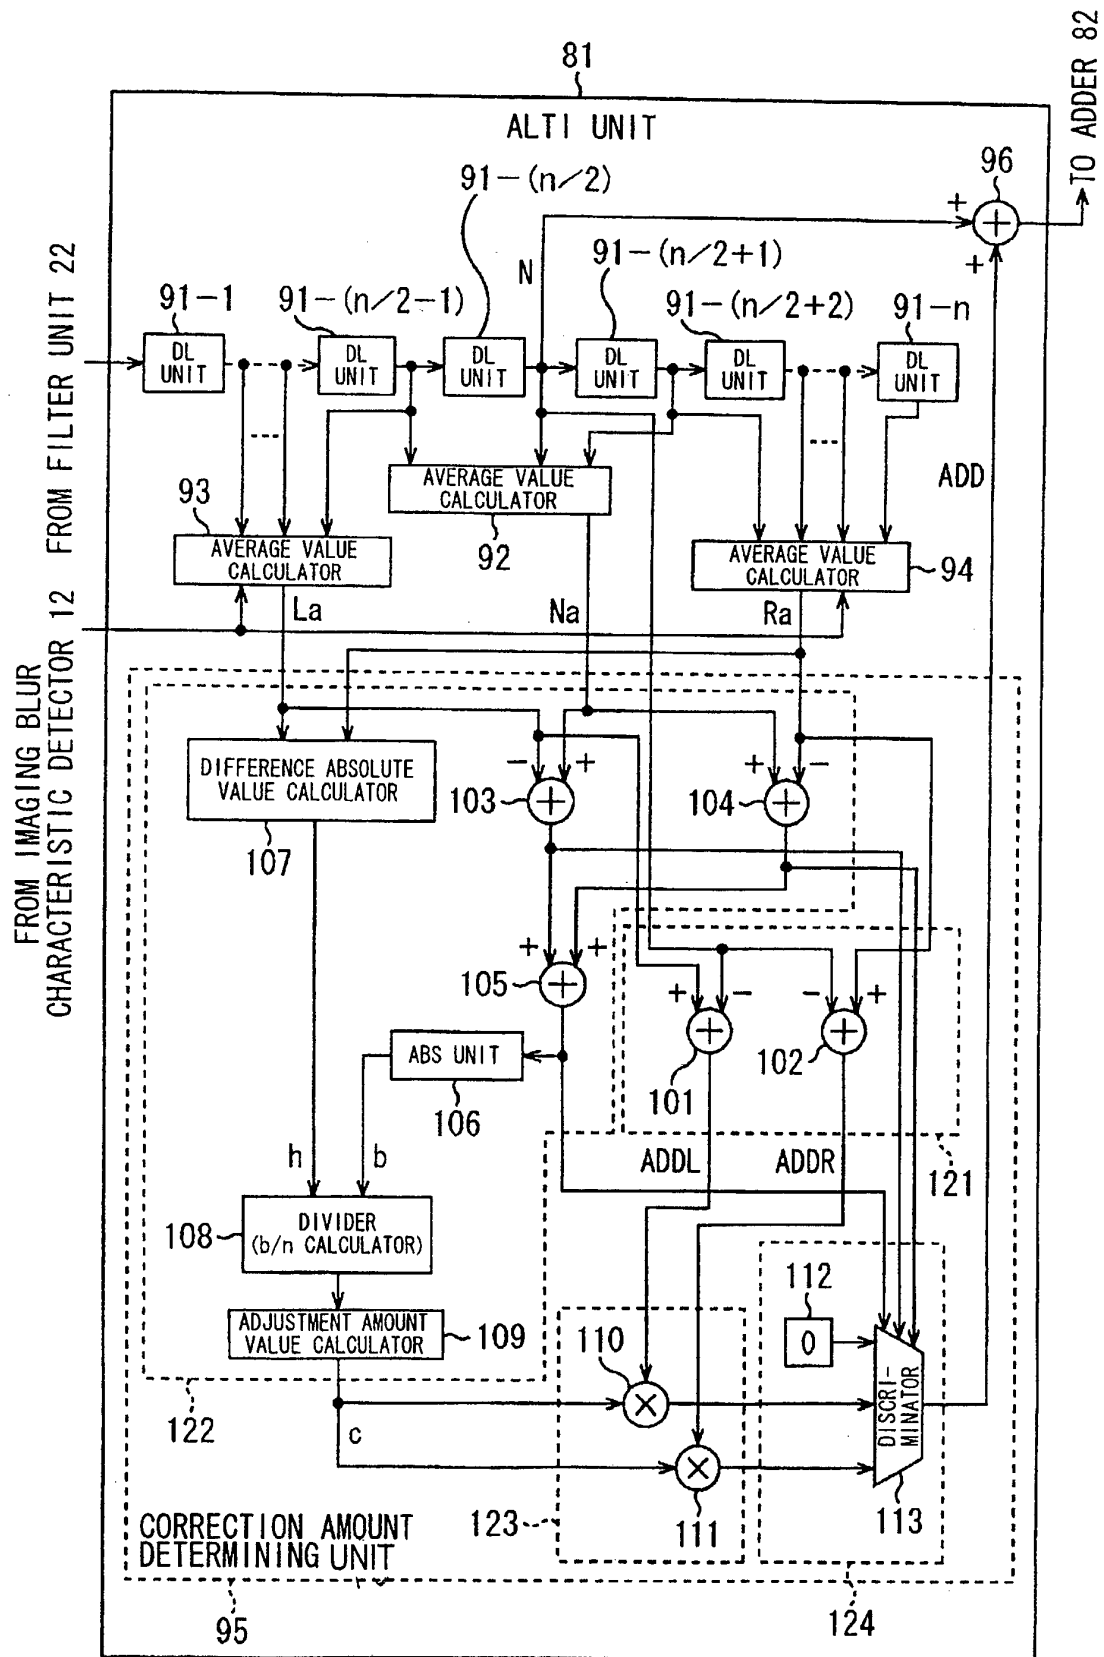 81
TO ADDER 82
ALTI UNIT
91-(n/2)
96
+
+
+
N
91-(n/2+1)
91-1
91-(n/2-1)
91-(n/2+2)
91-n
DL
UNIT
DL
UNIT
DL
UNIT
DL
UNIT
DL
UNIT
DL
UNIT
FROM FILTER UNIT 22
ADD
93
AVERAGE VALUE
CALCULATOR
92
AVERAGE VALUE
CALCULATOR
AVERAGE VALUE
CALCULATOR
94
La
Na
Ra
FROM IMAGING BLUR
CHARACTERISTIC DETECTOR 12
DIFFERENCE ABSOLUTE
VALUE CALCULATOR
107
- +
103 +
+ -
104 +
+ +
105 +
+ -
- +
+
+
101
102
ABS UNIT
106
h
b
ADDL
ADDR
121
108
DIVIDER
(b/n CALCULATOR)
112
0
ADJUSTMENT AMOUNT
VALUE CALCULATOR
109
110
×
DISCRI-
MINATOR
122
c
×
111
113
123
CORRECTION AMOUNT
DETERMINING UNIT
95
124